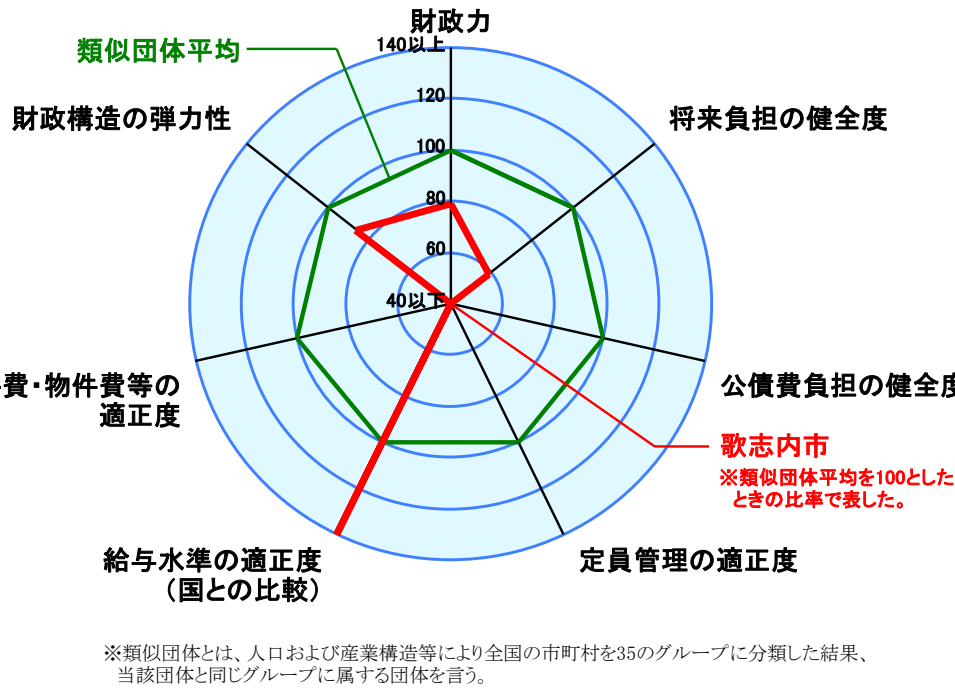 財政力
140以上
類似団体平均
120
財政構造の弾力性
将来負担の健全度
100
80
60
40以下
費・物件費等の
適正度
公債費負担の健全度
歌志内市
※類似団体平均を100とした
ときの比率で表した。
給与水準の適正度
（国との比較）
定員管理の適正度
※類似団体とは、人口および産業構造等により全国の市町村を35のグループに分類した結果、
当該団体と同じグループに属する団体を言う。